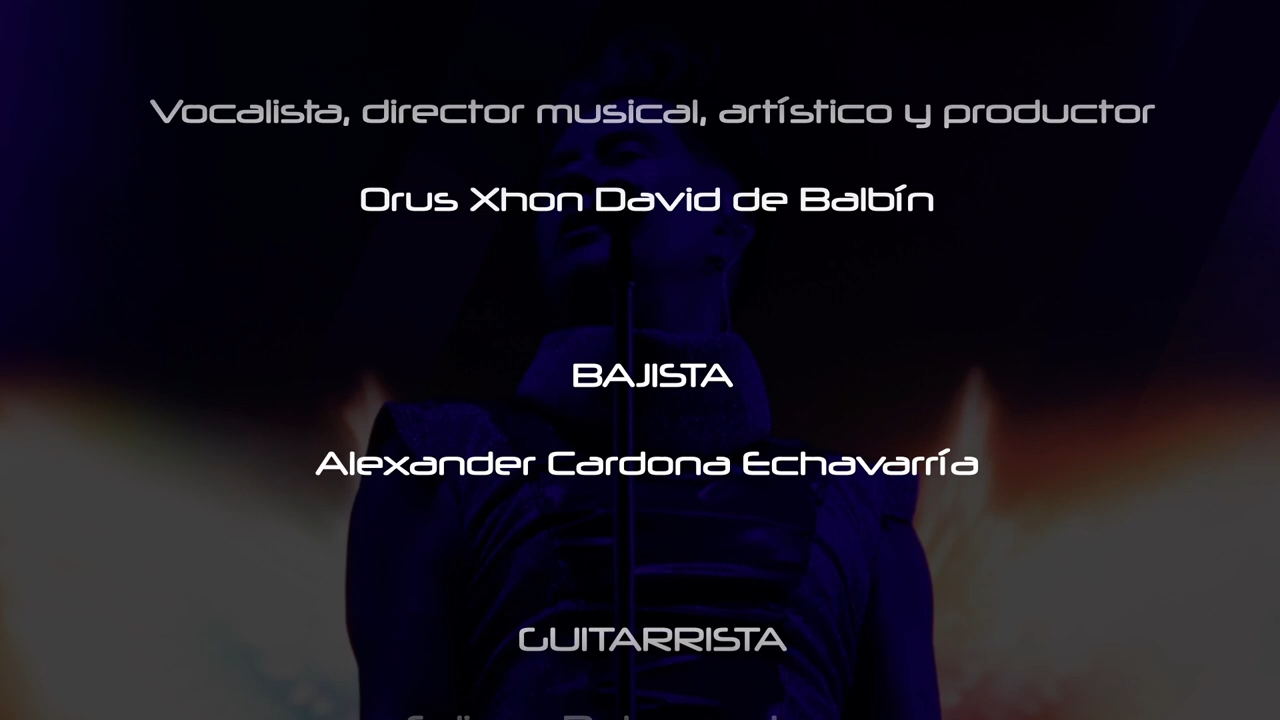 Vocalista, director musical, artístico y productor
Orus Xhon David de Balbín
BAJISTA
Alexander Cardona Echavarría
GUITARRISTA